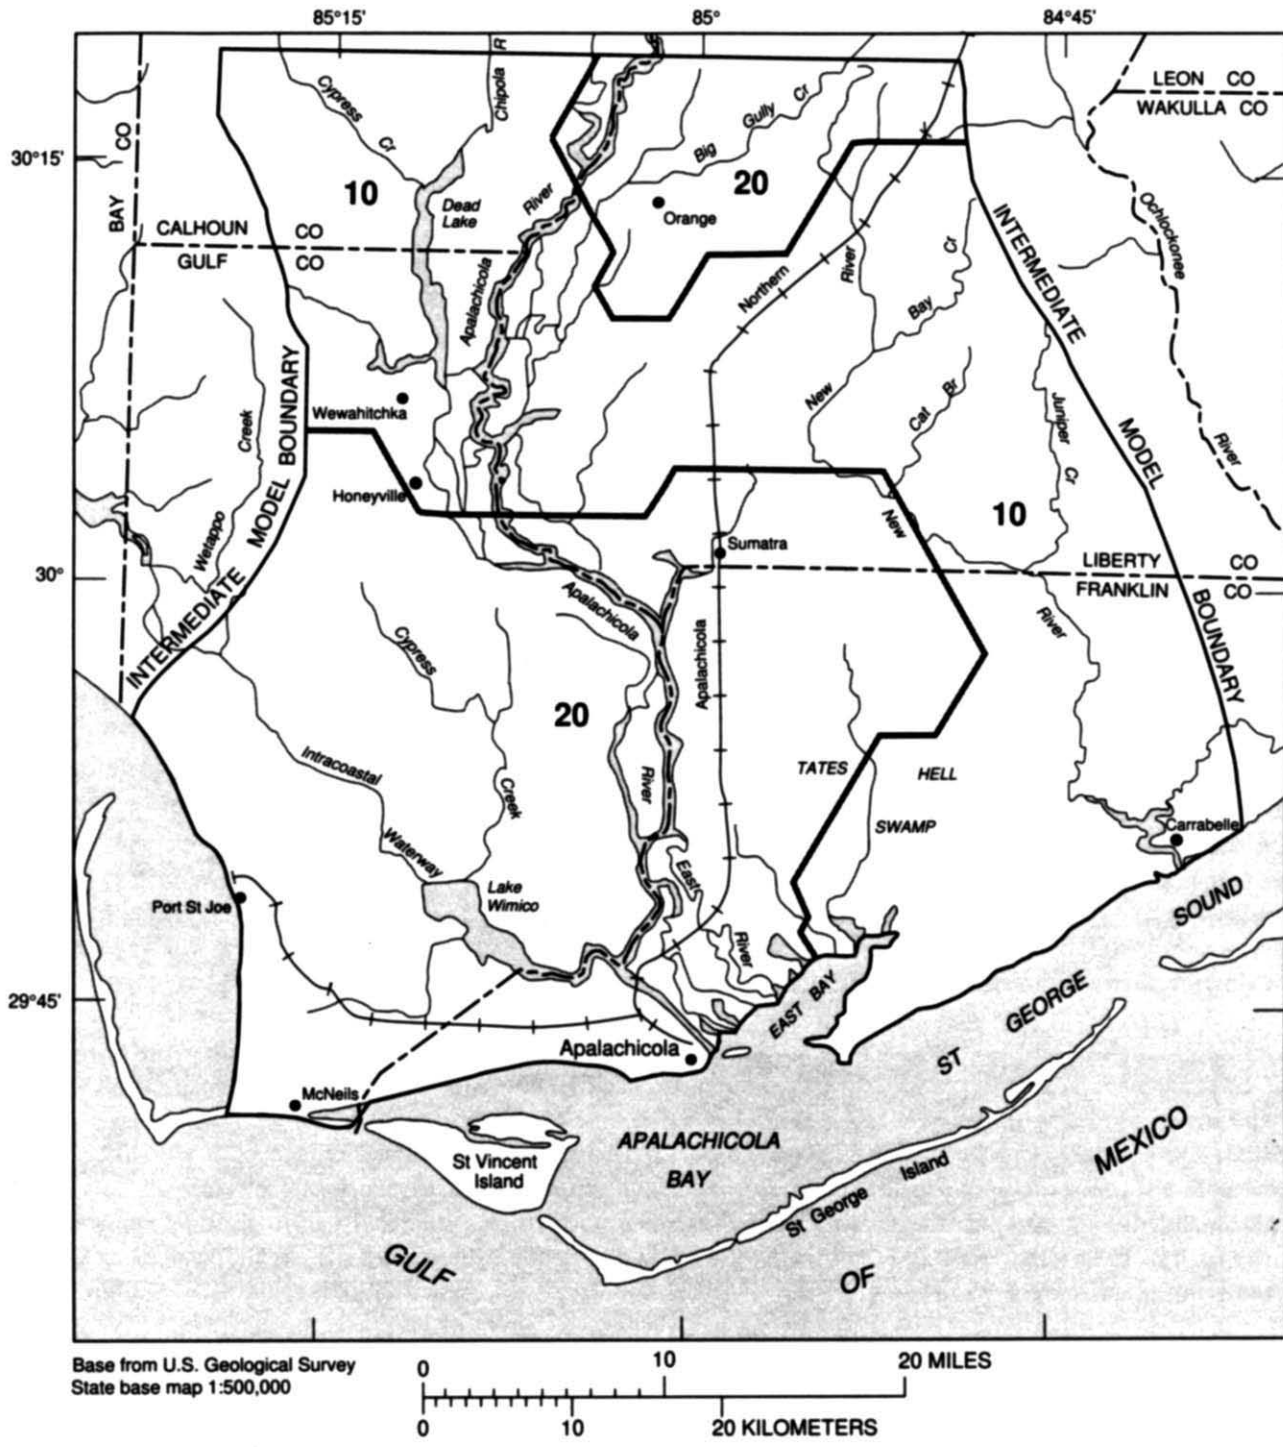 85°15'
85°
84°45'
LEON CO
WAKULLA CO
R
Chipola
Cypress
Cr
Gully Cr
Big
CO
30°15'
10
20
BAY
Dead
Lake
River
Orange
CALHOUN CO
GULF CO
Ochlockonee
INTERMEDIATE
Apalachicola
Northern
River
Cr
Bay
MODEL BOUNDARY
Wewahitchka
New
Cat Br
Juniper
Cr
MODEL
River
Creek
Honeyville
10
New
Wetappo
Sumatra
LIBERTY CO
FRANKLIN CO
30°
INTERMEDIATE
Apalachicola
River
BOUNDARY
Cypress
Apalachicola
20
Intracoastal
River
TATES HELL
Creek
SWAMP
Carrabelle
Waterway
East
Lake
Wimico
SOUND
Port St Joe
River
EAST BAY
29°45'
GEORGE
Apalachicola
ST
McNeils
APALACHICOLA
BAY
MEXICO
St Vincent
Island
Island
St George
GULF
OF
Base from U.S. Geological Survey
State base map 1:500,000
0 10 20 MILES
0 10 20 KILOMETERS